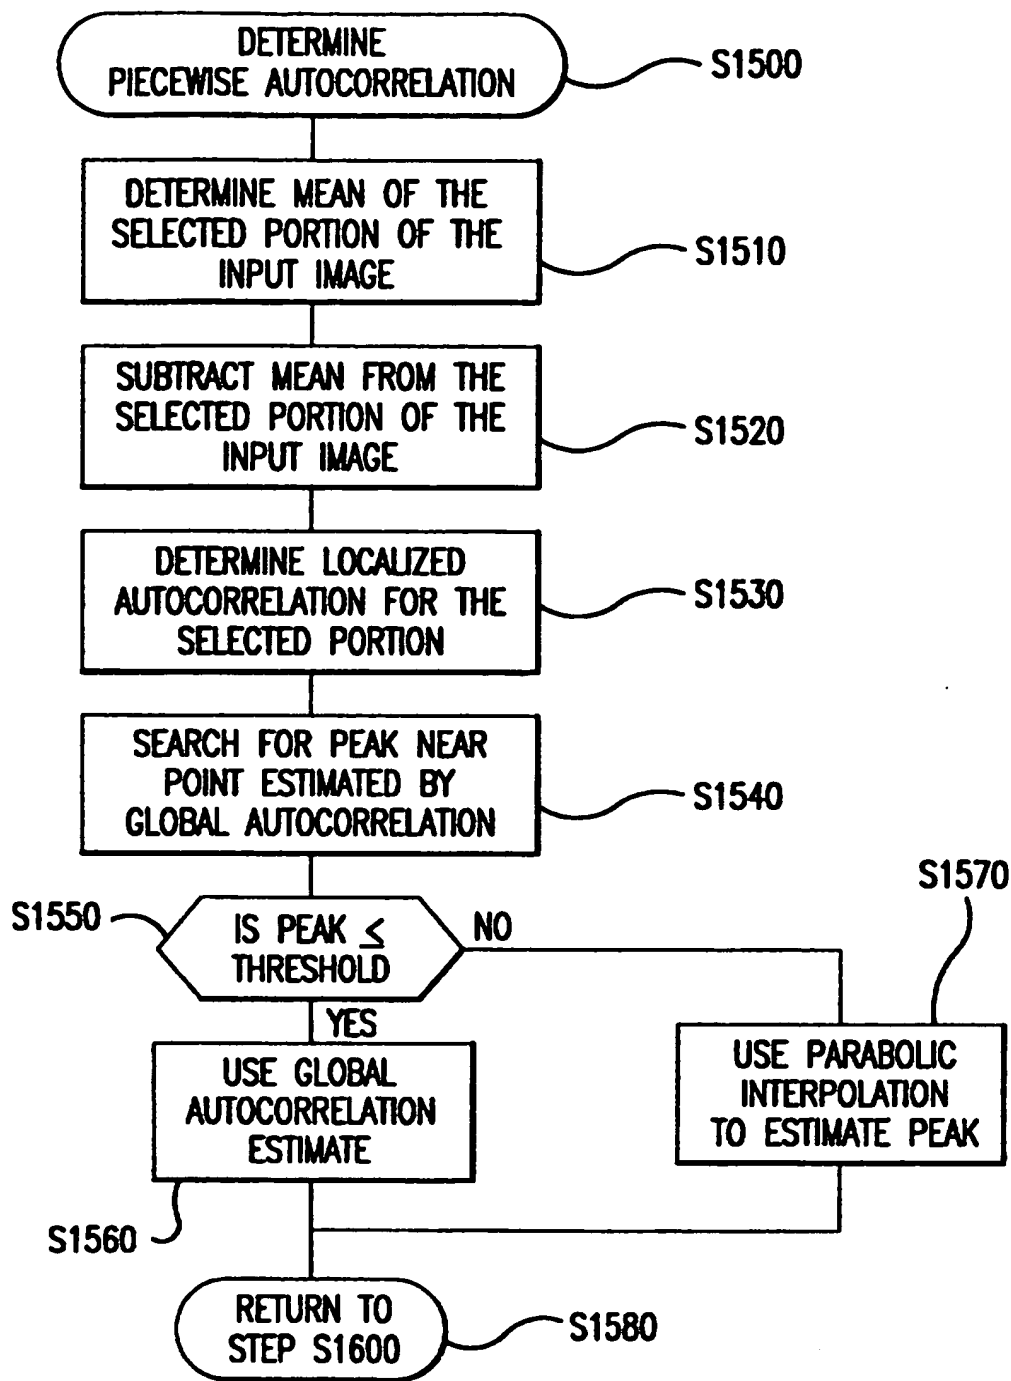 DETERMINE
PIECEWISE AUTOCORRELATION
S1500
DETERMINE MEAN OF THE
SELECTED PORTION OF THE
INPUT IMAGE
S1510
SUBTRACT MEAN FROM THE
SELECTED PORTION OF THE
INPUT IMAGE
S1520
DETERMINE LOCALIZED
AUTOCORRELATION FOR THE
SELECTED PORTION
S1530
SEARCH FOR PEAK NEAR
POINT ESTIMATED BY
GLOBAL AUTOCORRELATION
S1540
S1550
IS PEAK ≤
THRESHOLD
NO
S1570
YES
USE GLOBAL
AUTOCORRELATION
ESTIMATE
USE PARABOLIC
INTERPOLATION
TO ESTIMATE PEAK
S1560
RETURN TO
STEP S1600
S1580